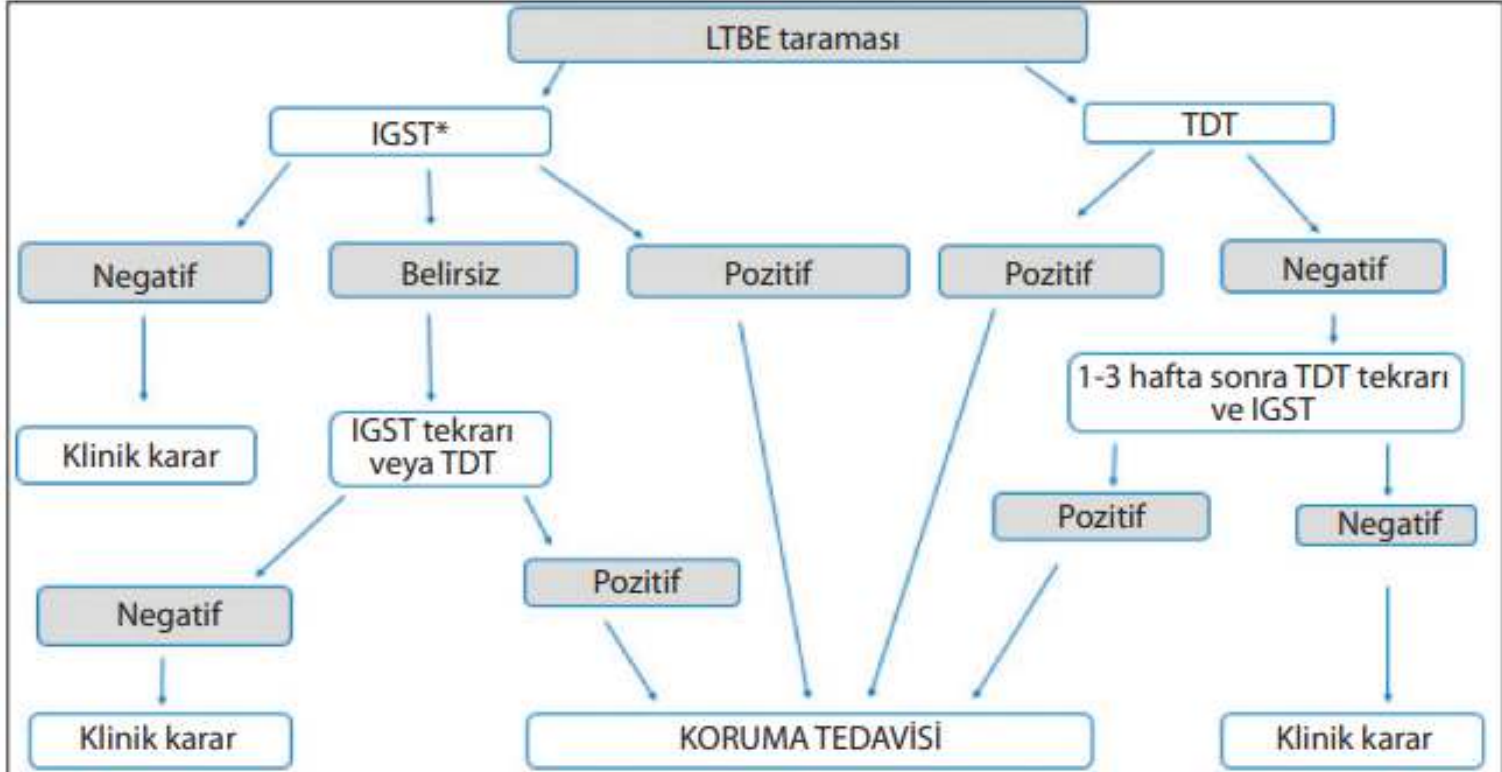 LTBE taraması
IGST*
TDT
Negatif
Belirsiz
Pozitif
Pozitif
Negatif
Klinik karar
IGST tekrarı
veya TDT
1-3 hafta sonra TDT tekrarı
ve IGST
Negatif
Pozitif
Pozitif
Negatif
Klinik karar
KORUMA TEDAVİSİ
Klinik karar